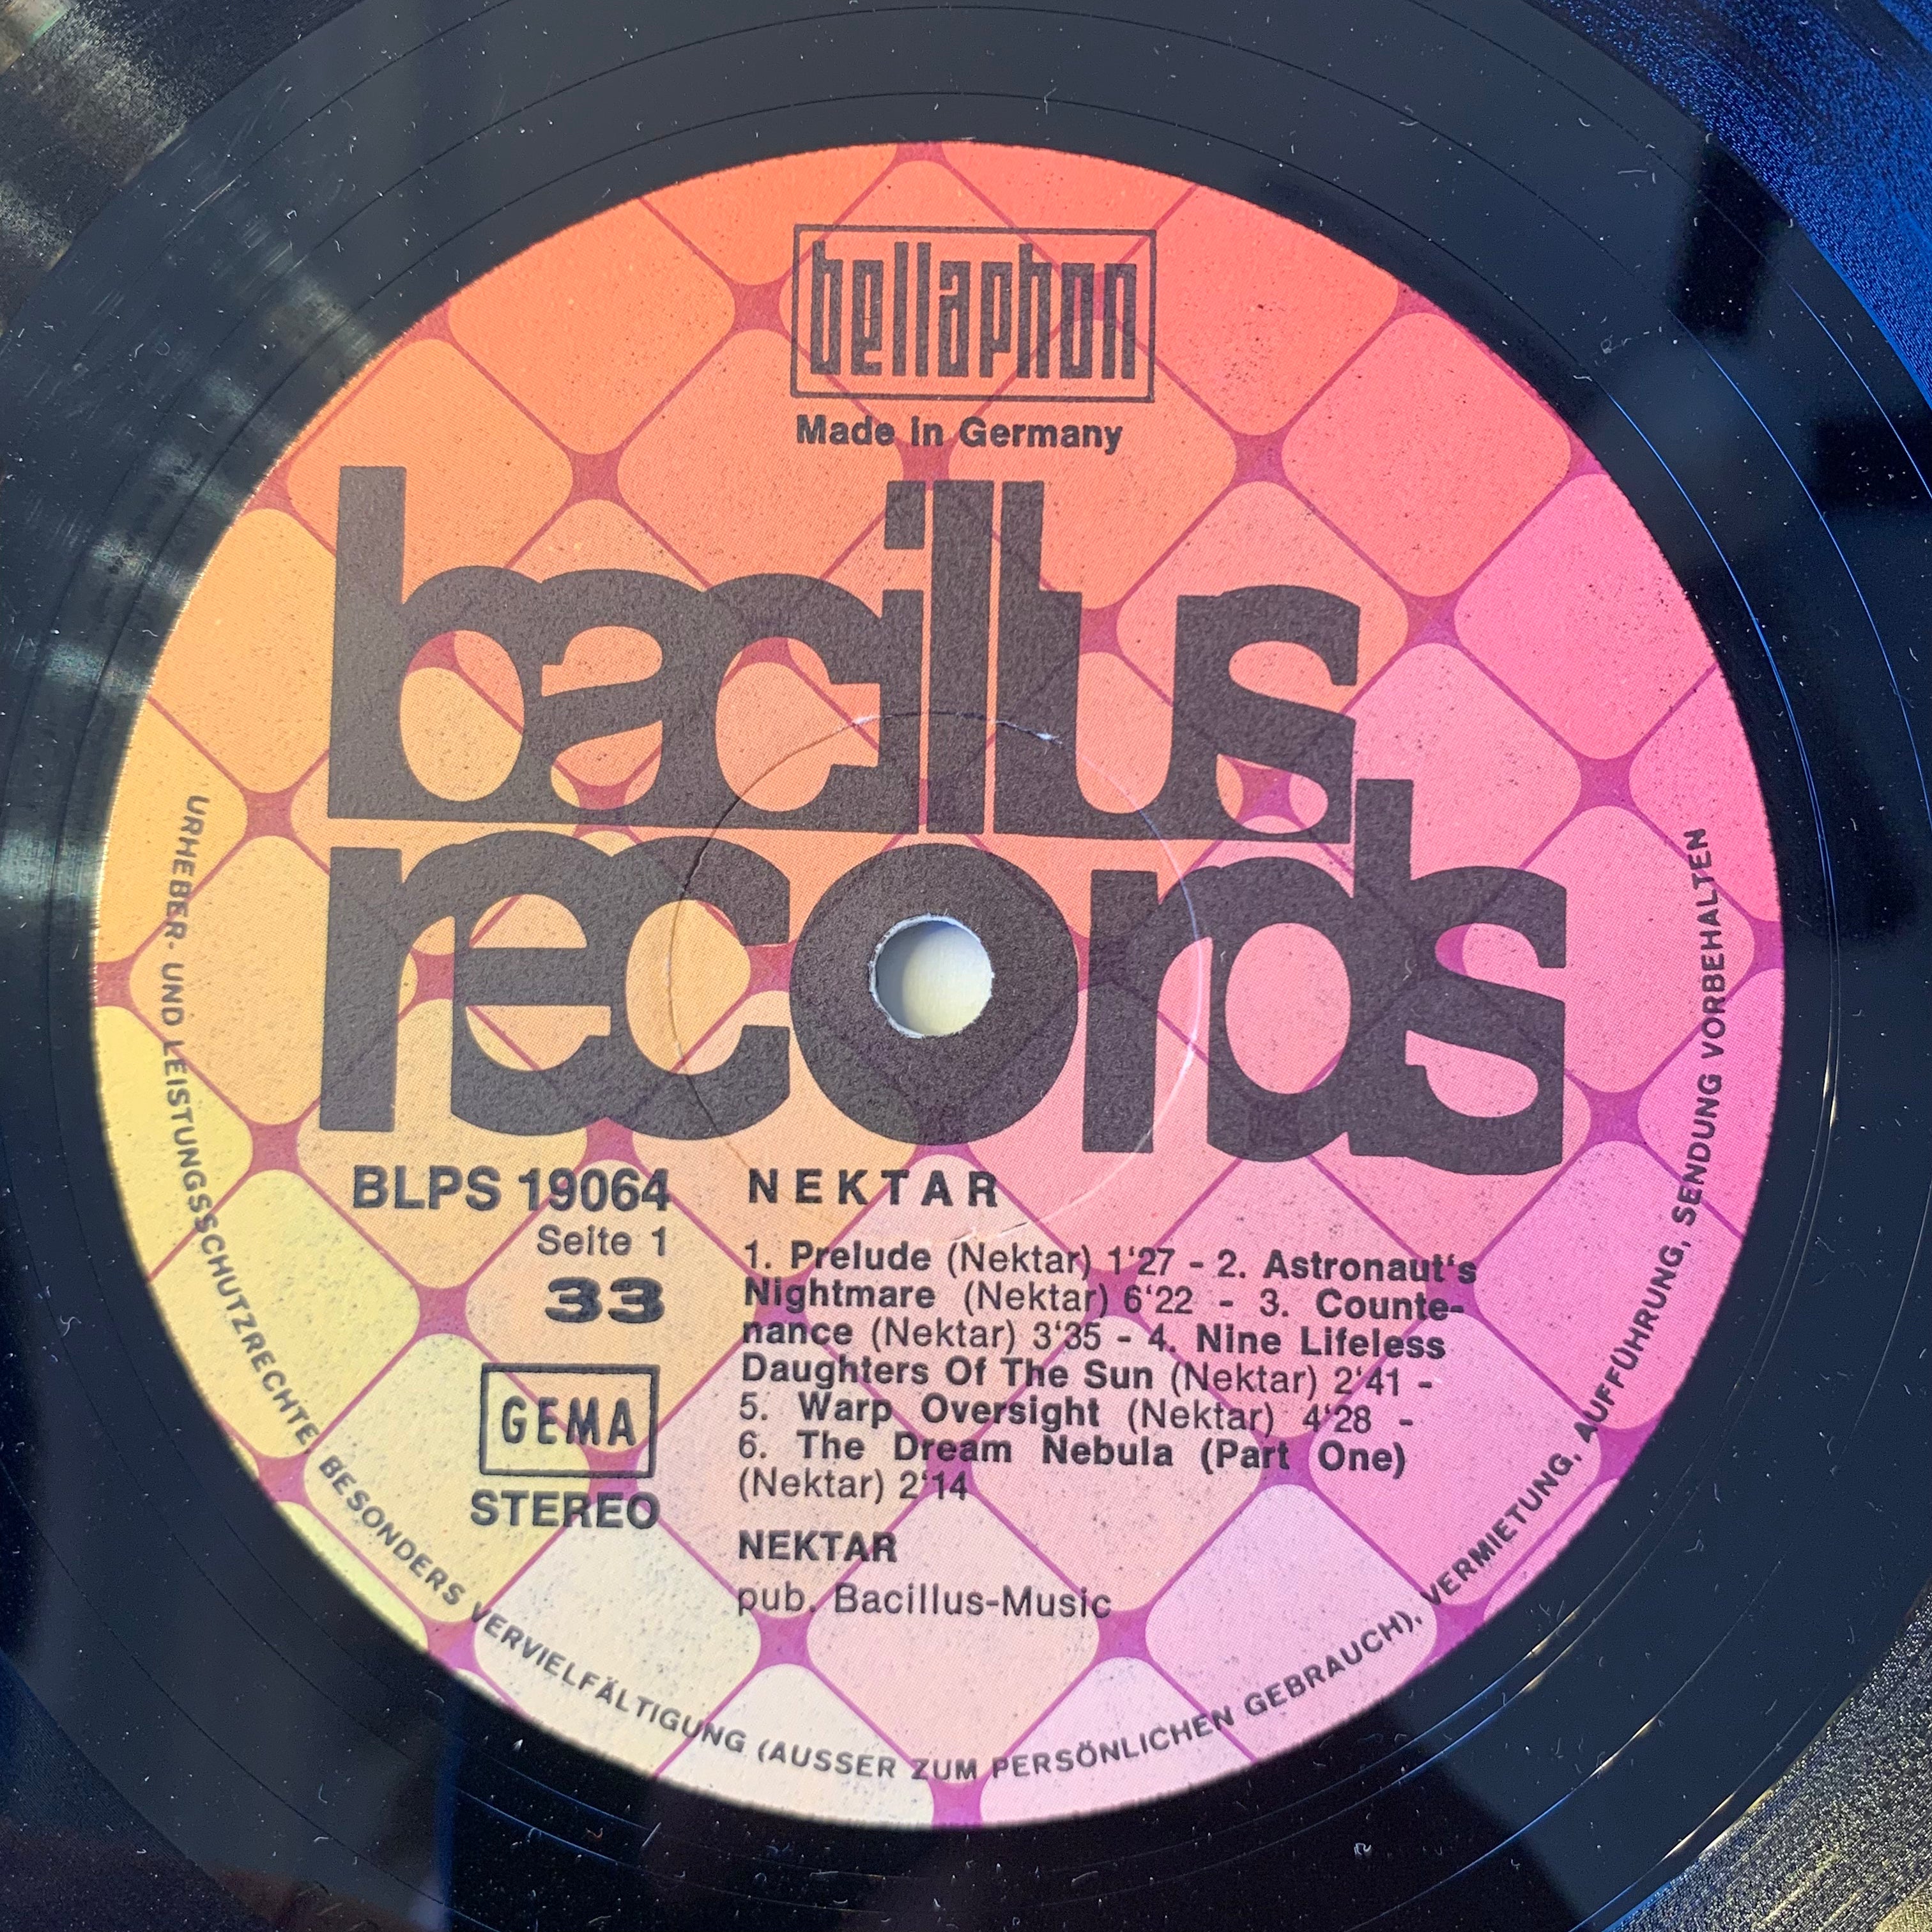 bellaphon
Made in Germany
bacillus
records
BLPS 19064
Seite 1
33
GEMA
STEREO
NEKTAR
1. Prelude (Nektar) 1‘27 - 2. Astronaut‘s
Nightmare (Nektar) 6‘22 - 3. Counte-
nance (Nektar) 3‘35 - 4. Nine Lifeless
Daughters Of The Sun (Nektar) 2‘41 -
5. Warp Oversight (Nektar) 4‘28 -
6. The Dream Nebula (Part One)
(Nektar) 2‘14
NEKTAR
pub. Bacillus-Music
URHEBER- UND LEISTUNGSSCHUTZRECHTE BESONDERS VERVIELFÄLTIGUNG (AUSSER ZUM PERSÖNLICHEN GEBRAUCH), VERMIETUNG, AUFFÜHRUNG, SENDUNG VORBEHALTEN